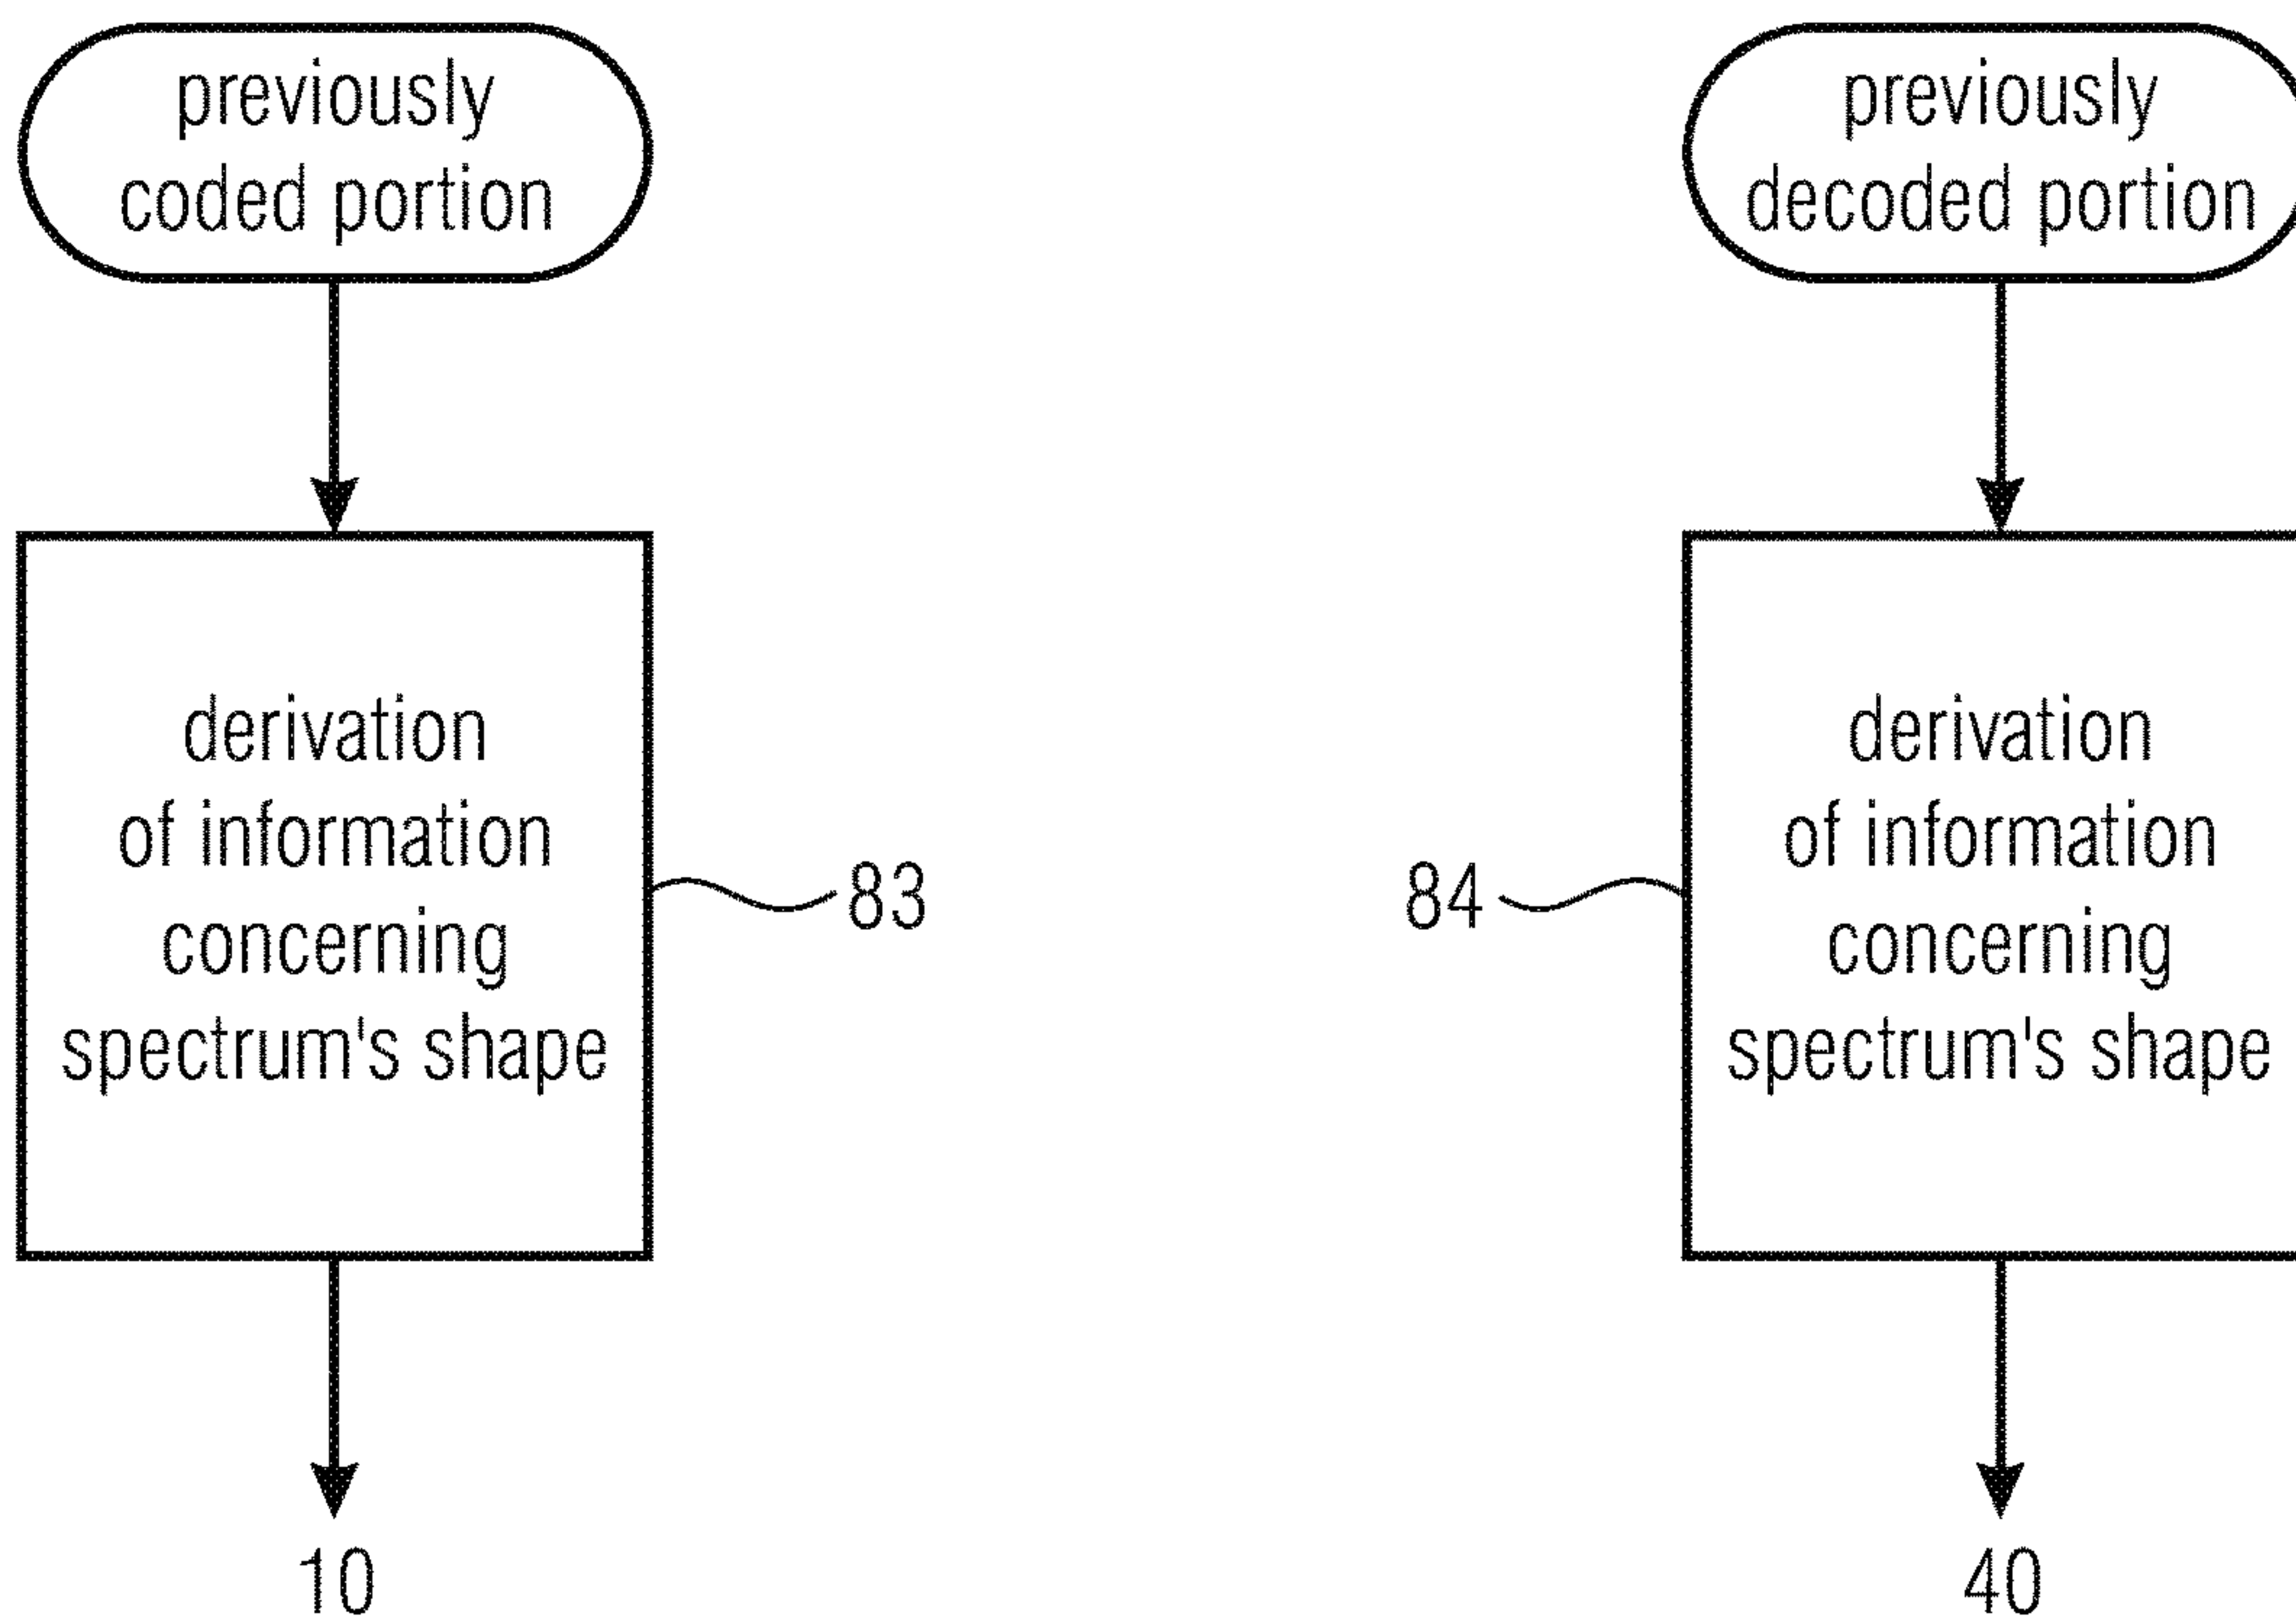 previously
coded portion
derivation
of information
concerning
spectrum's shape
83
10
previously
decoded portion
derivation
of information
concerning
spectrum's shape
84
40